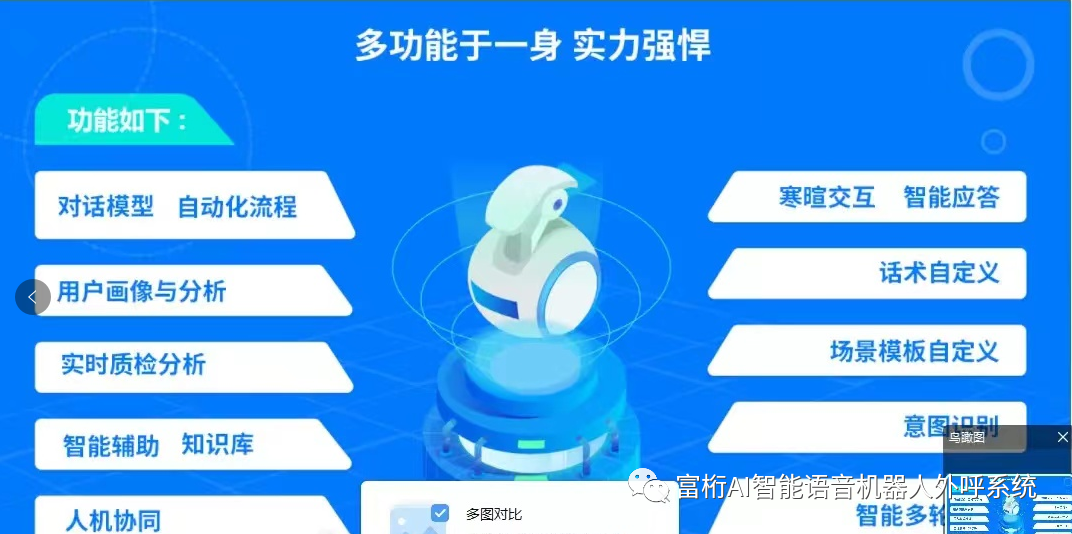 多功能于一身 实力强悍
功能如下：
对话模型 自动化流程
用户画像与分析
实时质检分析
智能辅助 知识库
人机协同
寒暄交互 智能应答
话术自定义
场景模板自定义
意图识别
智能多轮
鸟瞰图
富桁AI智能语音机器人外呼系统
多图对比